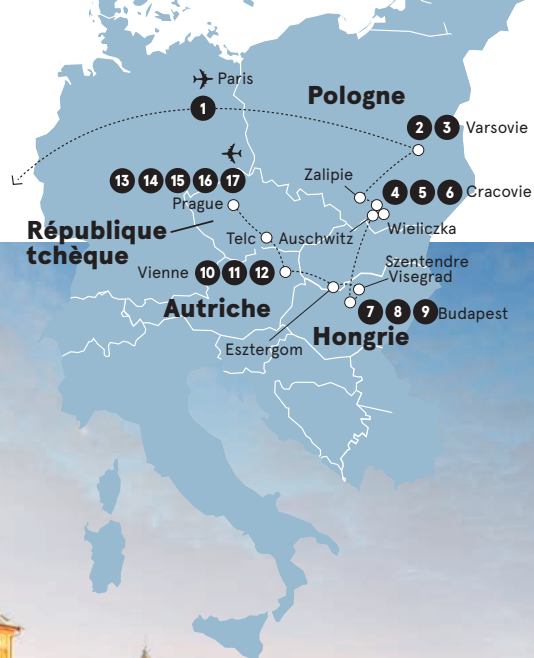 Paris
1
Pologne
2 3 Varsovie
13 14 15 16 17
Zalipie
4 5 6 Cracovie
Prague
Wieliczka
République
tchèque
Telc
Auschwitz
Vienne 10 11 12
Szentendre
Visegrad
Autriche
7 8 9 Budapest
Hongrie
Esztergom